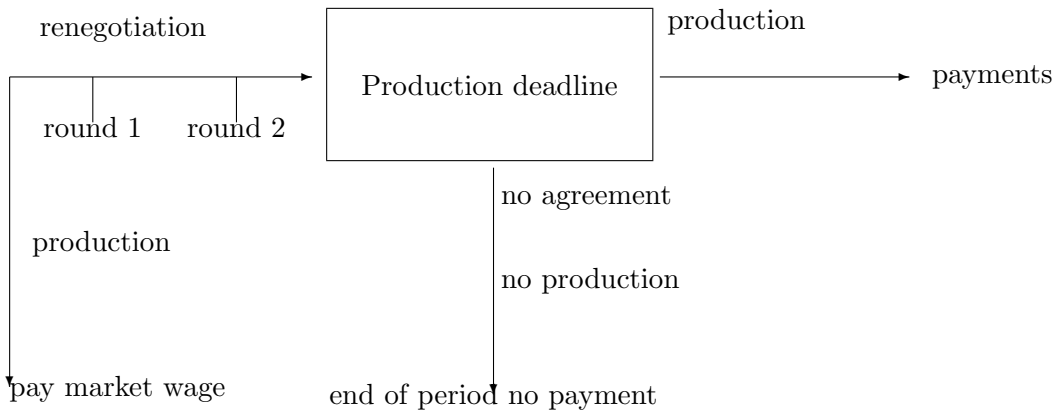 renegotiation
production
Production deadline
payments
round 1
round 2
no agreement
production
no production
pay market wage
end of period no payment